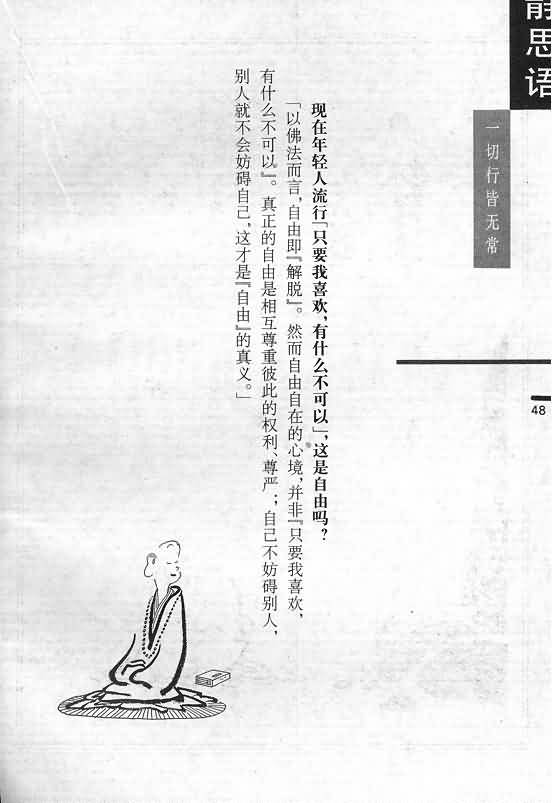 静思语
一切行皆无常
48
现在年轻人流行「只要我喜欢，有什么不可以」，这是自由吗？
「以佛法而言，自由即『解脱』。然而自由自在的心境，并非『只要我喜欢，
有什么不可以』。真正的自由是相互尊重彼此的权利、尊严；自己不妨碍别人，
别人就不会妨碍自己，这才是『自由』的真义。」